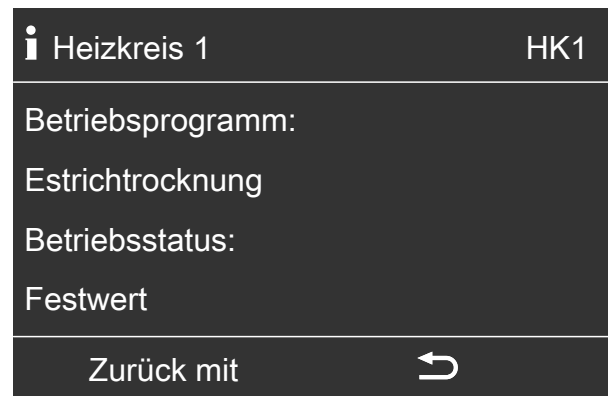 i Heizkreis 1 HK1
Betriebsprogramm:
Estrichtrocknung
Betriebsstatus:
Festwert
Zurück mit